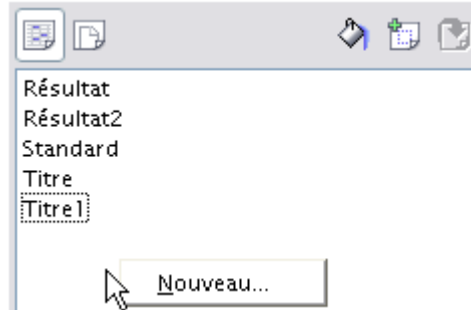 Résultat
Résultat2
Standard
Titre
Titre1
Nouveau...